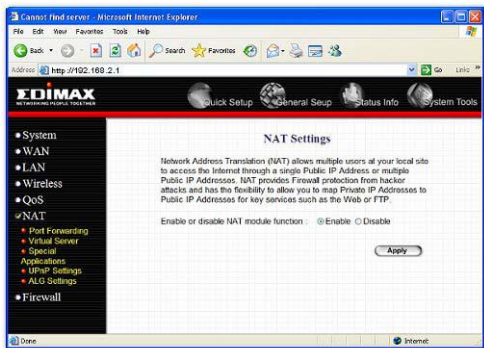 Cannot find server - Microsoft Internet Explorer
File Edit View Favorites Tools Help
Back Search Favorites
Address http://192.168.2.1 Go Links
EDIMAX
NETWORKING PEOPLE TOGETHER
Quick Setup General Seup Status Info System Tools
System
WAN
LAN
Wireless
QoS
NAT
Port Forwarding
Virtual Server
Special
Applications
UPnP Settings
ALG Settings
Firewall
NAT Settings
Network Address Translation (NAT) allows multiple users at your local site
to access the Internet through a single Public IP Address or multiple
Public IP Addresses. NAT provides Firewall protection from hacker
attacks and has the flexibility to allow you to map Private IP Addresses to
Public IP Addresses for key services such as the Web or FTP.
Enable or disable NAT module function : Enable Disable
Apply
Done Internet